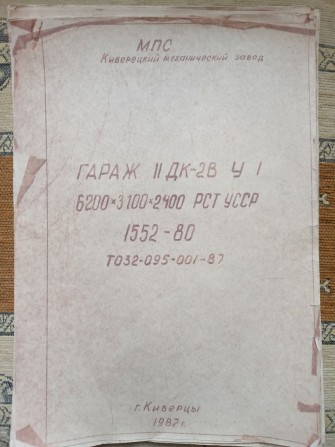 МПС
Киверецкий механический завод
ГАРАЖ II ДК-2В У 1
6200×3100×2400 РСТ УССР
1552-80
ТО32-095-001-87
г. Киверцы
1987г.